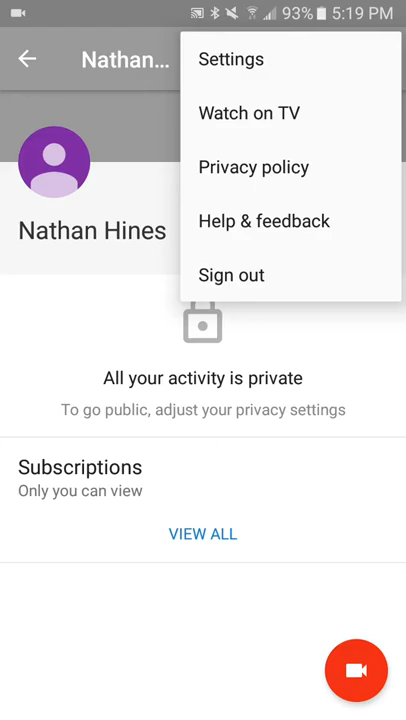 93% 5:19 PM
Nathan...
Settings
Watch on TV
Privacy policy
Help & feedback
Sign out
Nathan Hines
All your activity is private
To go public, adjust your privacy settings
Subscriptions
Only you can view
VIEW ALL